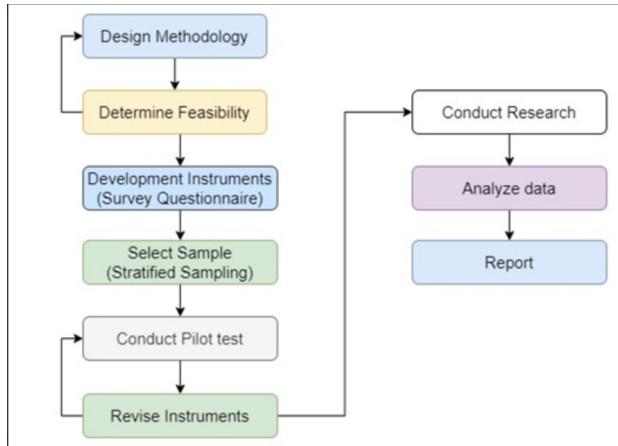 Design Methodology
Determine Feasibility
Development Instruments
(Survey Questionnaire)
Select Sample
(Stratified Sampling)
Conduct Pilot test
Revise Instruments
Conduct Research
Analyze data
Report